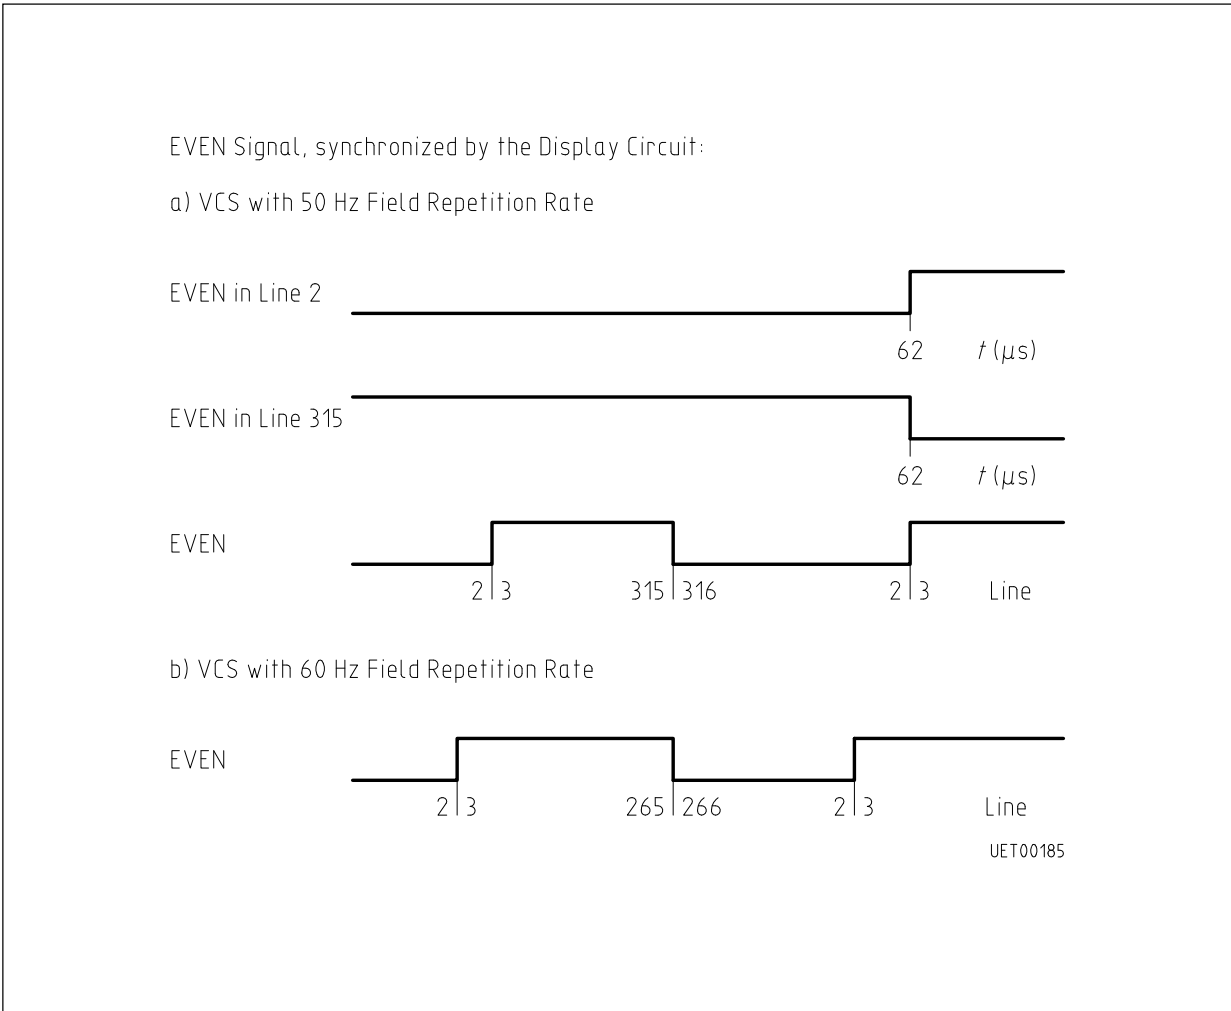 EVEN Signal, synchronized by the Display Circuit:
a) VCS with 50 Hz Field Repetition Rate
EVEN in Line 2
62 t (μs)
EVEN in Line 315
62 t (μs)
EVEN
2 3 315 316 2 3 Line
b) VCS with 60 Hz Field Repetition Rate
EVEN
2 3 265 266 2 3 Line
UET00185